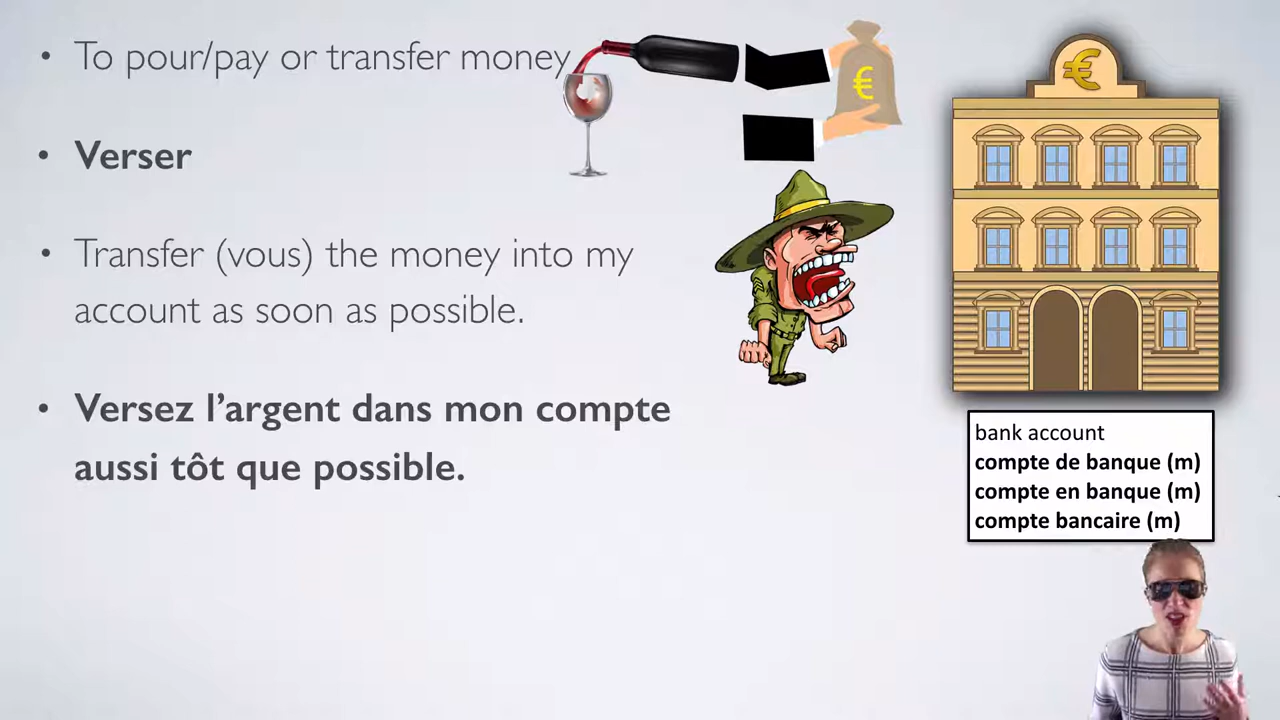 • To pour/pay or transfer money
• Verser
• Transfer (vous) the money into my
account as soon as possible.
• Versez l’argent dans mon compte
aussi tôt que possible.
€
€
bank account
compte de banque (m)
compte en banque (m)
compte bancaire (m)